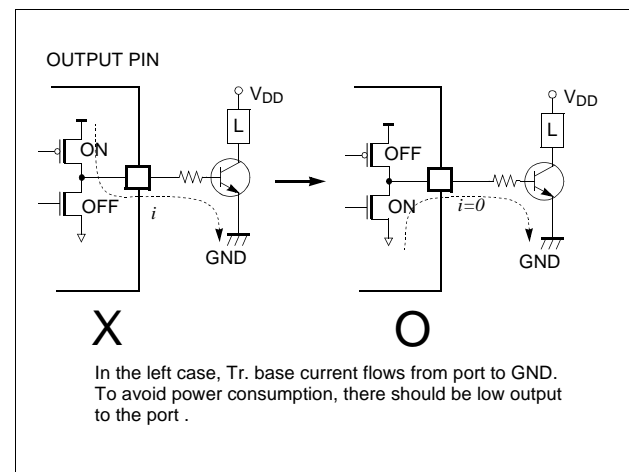 OUTPUT PIN
VDD
L
ON
OFF
i
GND
X
VDD
L
OFF
ON
i=0
GND
O
In the left case, Tr. base current flows from port to GND.
To avoid power consumption, there should be low output
to the port .